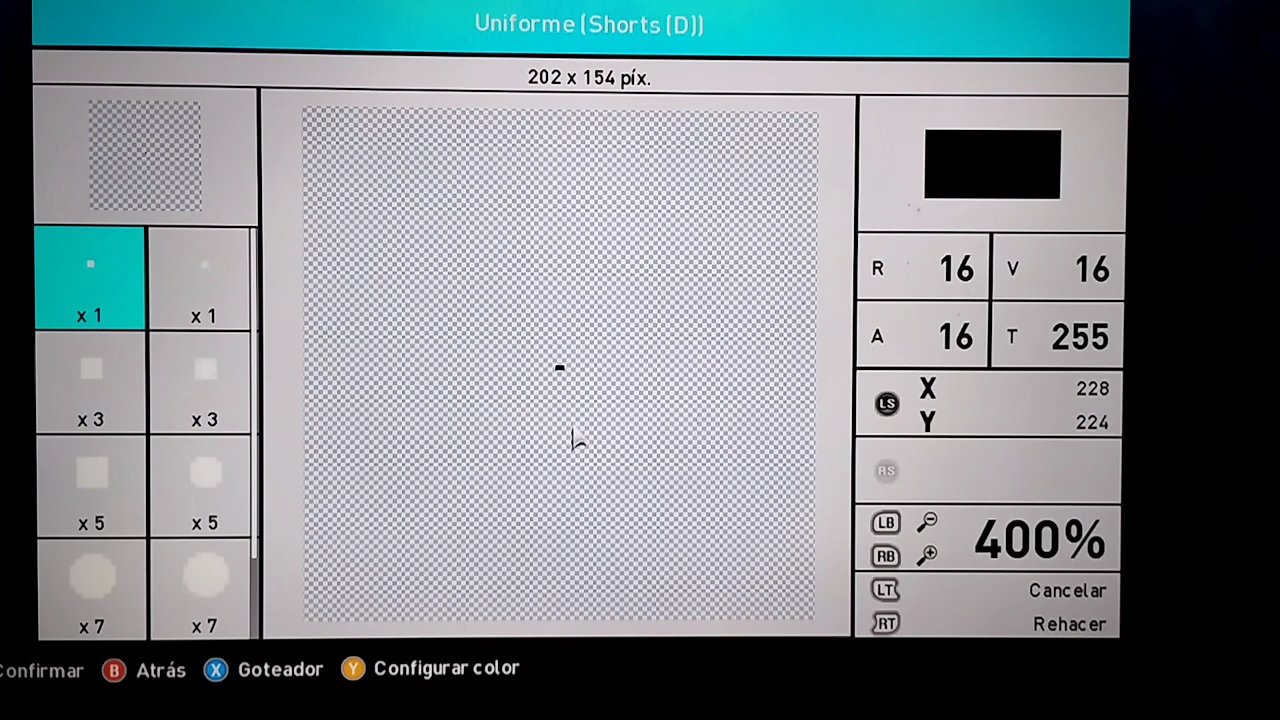 Uniforme (Shorts (D))
202 x 154 píx.
x 1
x 1
x 3
x 3
x 5
x 5
x 7
x 7
R 16
V 16
A 16
T 255
LS X 228
Y 224
RS
LB
RB 400%
LT Cancelar
RT Rehacer
Confirmar B Atrás X Goteador Y Configurar color